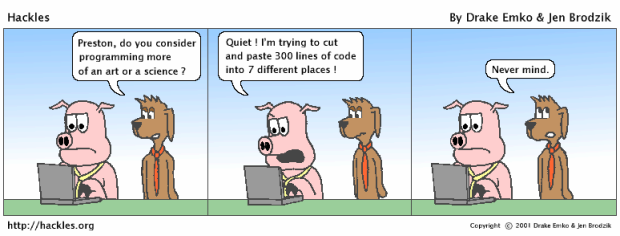 Hackles
By Drake Emko & Jen Brodzik
Preston, do you consider
programming more
of an art or a science ?
Quiet ! I'm trying to cut
and paste 300 lines of code
into 7 different places !
Never mind.
http://hackles.org
Copyright © 2001 Drake Emko & Jen Brodzik